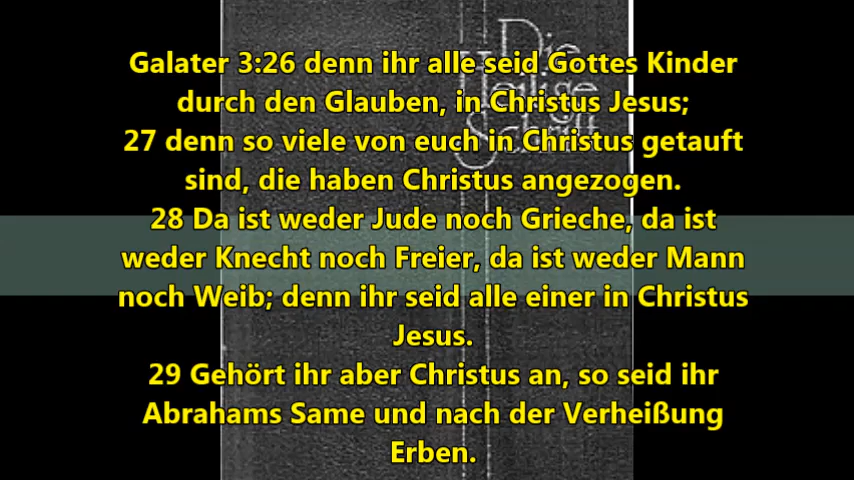 Die
Heilige
Schrift
Galater 3:26 denn ihr alle seid Gottes Kinder
durch den Glauben, in Christus Jesus;
27 denn so viele von euch in Christus getauft
sind, die haben Christus angezogen.
28 Da ist weder Jude noch Grieche, da ist
weder Knecht noch Freier, da ist weder Mann
noch Weib; denn ihr seid alle einer in Christus
Jesus.
29 Gehört ihr aber Christus an, so seid ihr
Abrahams Same und nach der Verheißung
Erben.